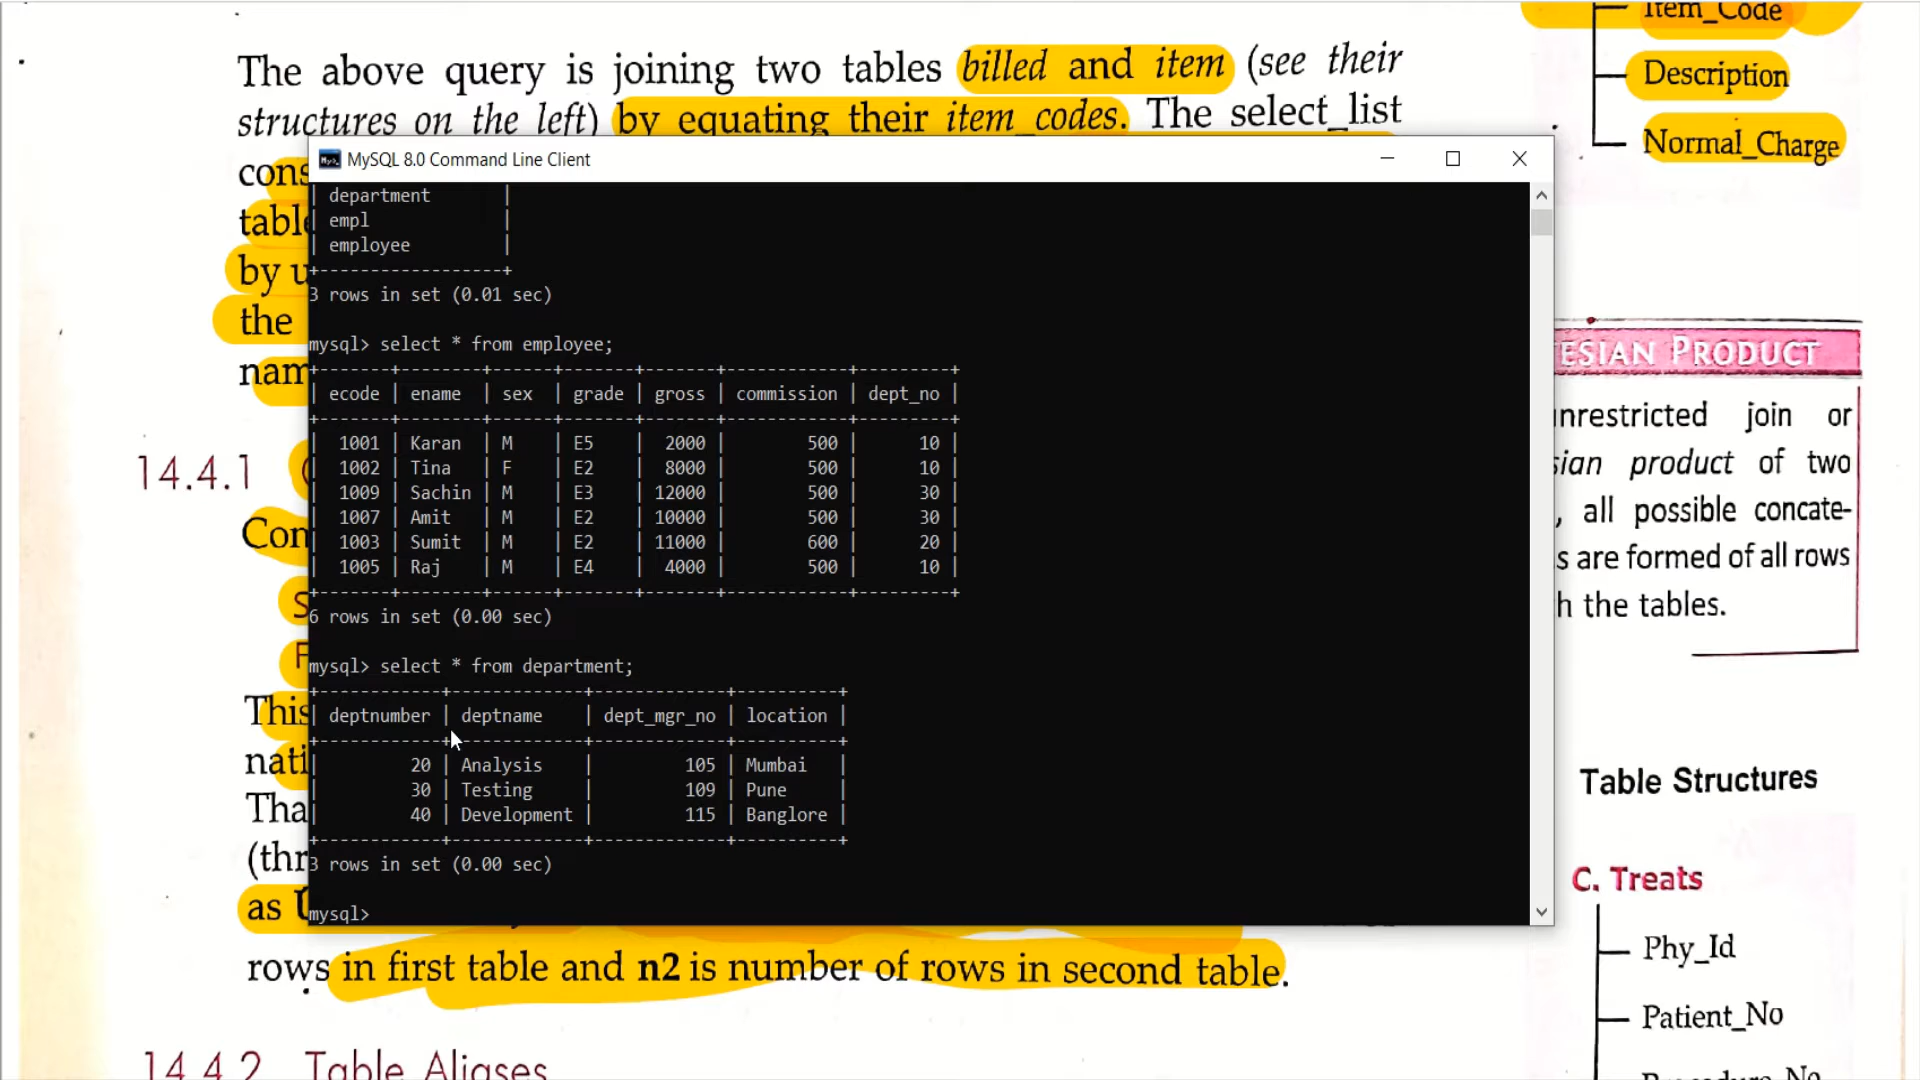 The above query is joining two tables billed and item (see their
structures on the left) by equating their item_codes. The select_list
cons
table
by u
the
nam
14.4.1
Con
S
F
This
nati
Tha
(thr
as U
rows in first table and n2 is number of rows in second table.
14.4.2 Table Aliases
MySQL 8.0 Command Line Client
| department |
| empl |
| employee |
+------------------+
3 rows in set (0.01 sec)
mysql> select * from employee;
+-------+--------+------+-------+-------+------------+---------+
| ecode | ename | sex | grade | gross | commission | dept_no |
+-------+--------+------+-------+-------+------------+---------+
| 1001 | Karan | M | E5 | 2000 | 500 | 10 |
| 1002 | Tina | F | E2 | 8000 | 500 | 10 |
| 1009 | Sachin | M | E3 | 12000 | 500 | 30 |
| 1007 | Amit | M | E2 | 10000 | 500 | 30 |
| 1003 | Sumit | M | E2 | 11000 | 600 | 20 |
| 1005 | Raj | M | E4 | 4000 | 500 | 10 |
+-------+--------+------+-------+-------+------------+---------+
6 rows in set (0.00 sec)
mysql> select * from department;
+------------+-------------+-------------+----------+
| deptnumber | deptname | dept_mgr_no | location |
+------------+-------------+-------------+----------+
| 20 | Analysis | 105 | Mumbai |
| 30 | Testing | 109 | Pune |
| 40 | Development | 115 | Banglore |
+------------+-------------+-------------+----------+
3 rows in set (0.00 sec)
mysql>
Item_Code
Description
Normal_Charge
ESIAN PRODUCT
unrestricted join or
sian product of two
, all possible concate-
s are formed of all rows
h the tables.
Table Structures
C. Treats
Phy_Id
Patient_No
Procedure_No